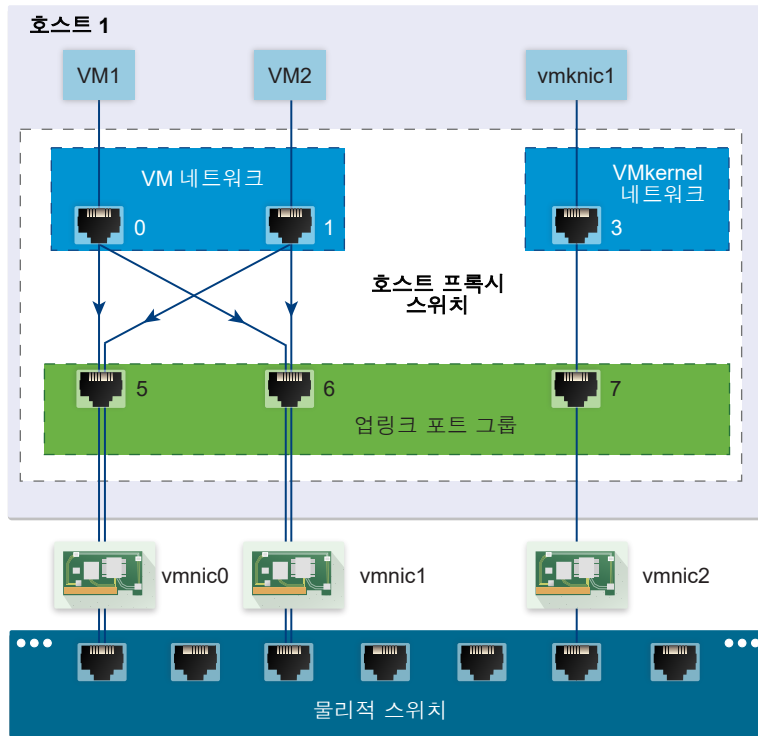 호스트 1
VM1
VM2
vmknic1
VM 네트워크
VMkernel
네트워크
0
1
3
호스트 프록시
스위치
5
6
7
업링크 포트 그룹
vmnic0
vmnic1
vmnic2
물리적 스위치